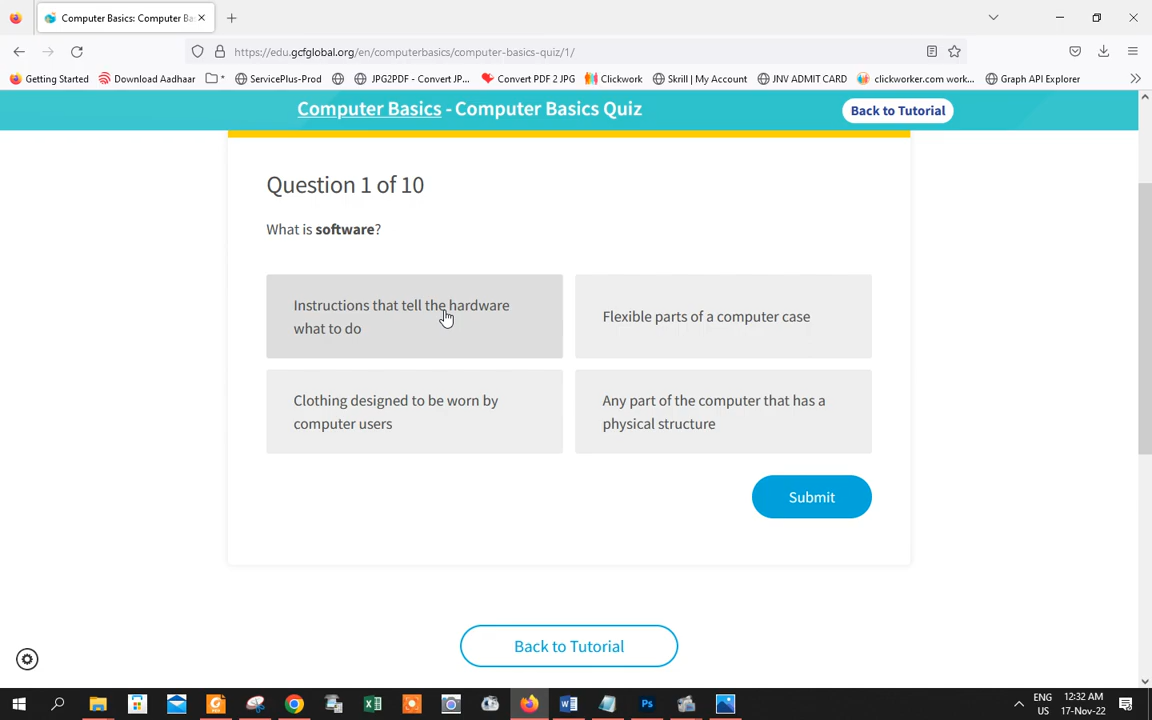 Computer Basics: Computer Ba
https://edu.gcfglobal.org/en/computerbasics/computer-basics-quiz/1/
Getting Started Download Aadhaar * ServicePlus-Prod JPG2PDF - Convert JP... Convert PDF 2 JPG Clickwork Skrill | My Account JNV ADMIT CARD clickworker.com work... Graph API Explorer
Computer Basics - Computer Basics Quiz Back to Tutorial
Question 1 of 10
What is software?
Instructions that tell the hardware
what to do
Flexible parts of a computer case
Clothing designed to be worn by
computer users
Any part of the computer that has a
physical structure
Submit
Back to Tutorial
ENG 12:32 AM
US 17-Nov-22